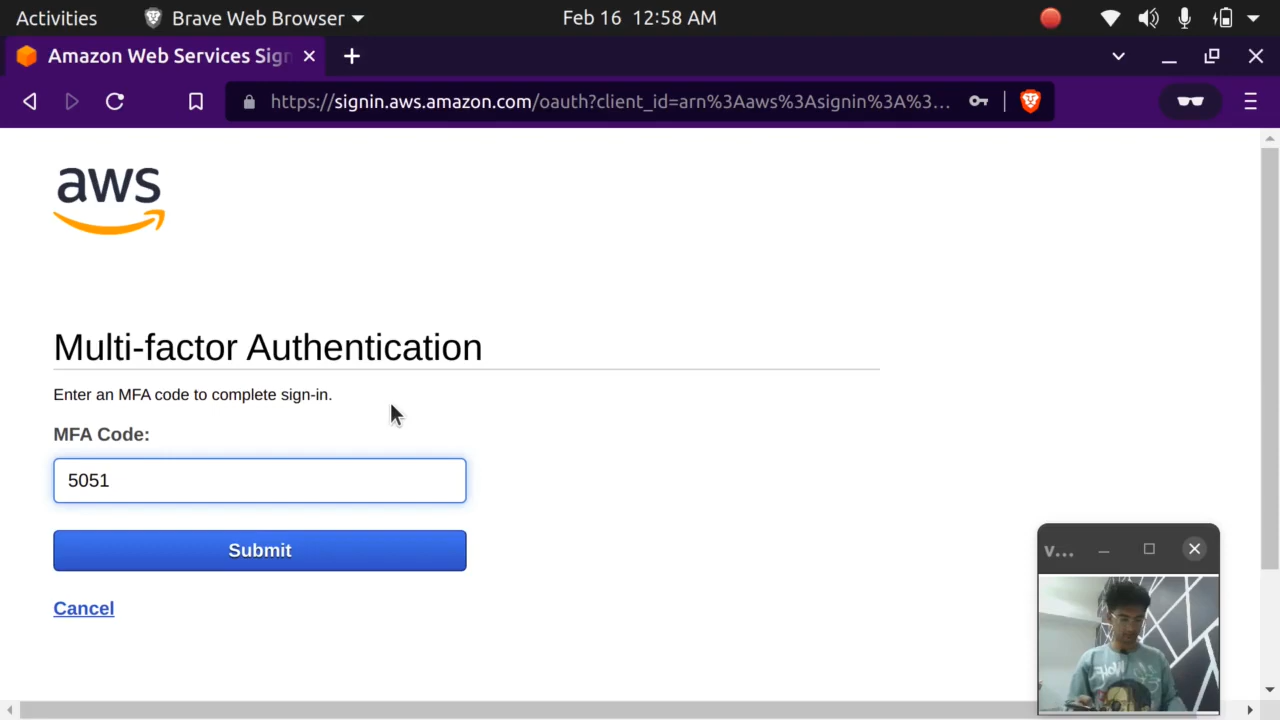 Activities
Brave Web Browser
Feb 16 12:58 AM
Amazon Web Services Sign
https://signin.aws.amazon.com/oauth?client_id=arn%3Aaws%3Asignin%3A%3...
aws
Multi-factor Authentication
Enter an MFA code to complete sign-in.
MFA Code:
5051
Submit
Cancel
v...